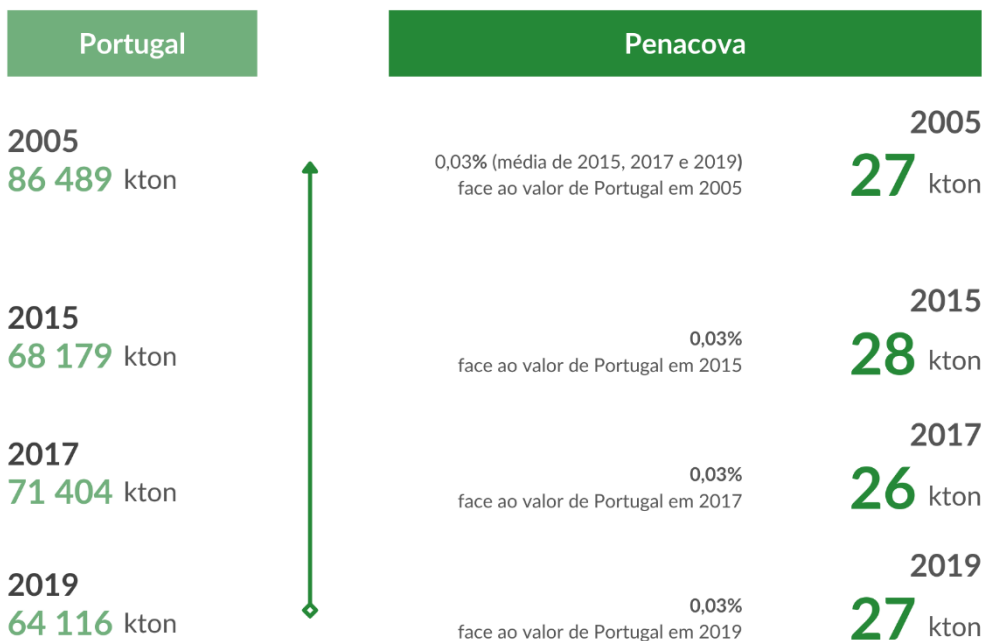 Portugal
Penacova
2005
86 489 kton
0,03% (média de 2015, 2017 e 2019)
face ao valor de Portugal em 2005
2005
27 kton
2015
68 179 kton
0,03%
face ao valor de Portugal em 2015
2015
28 kton
2017
71 404 kton
0,03%
face ao valor de Portugal em 2017
2017
26 kton
2019
64 116 kton
0,03%
face ao valor de Portugal em 2019
2019
27 kton